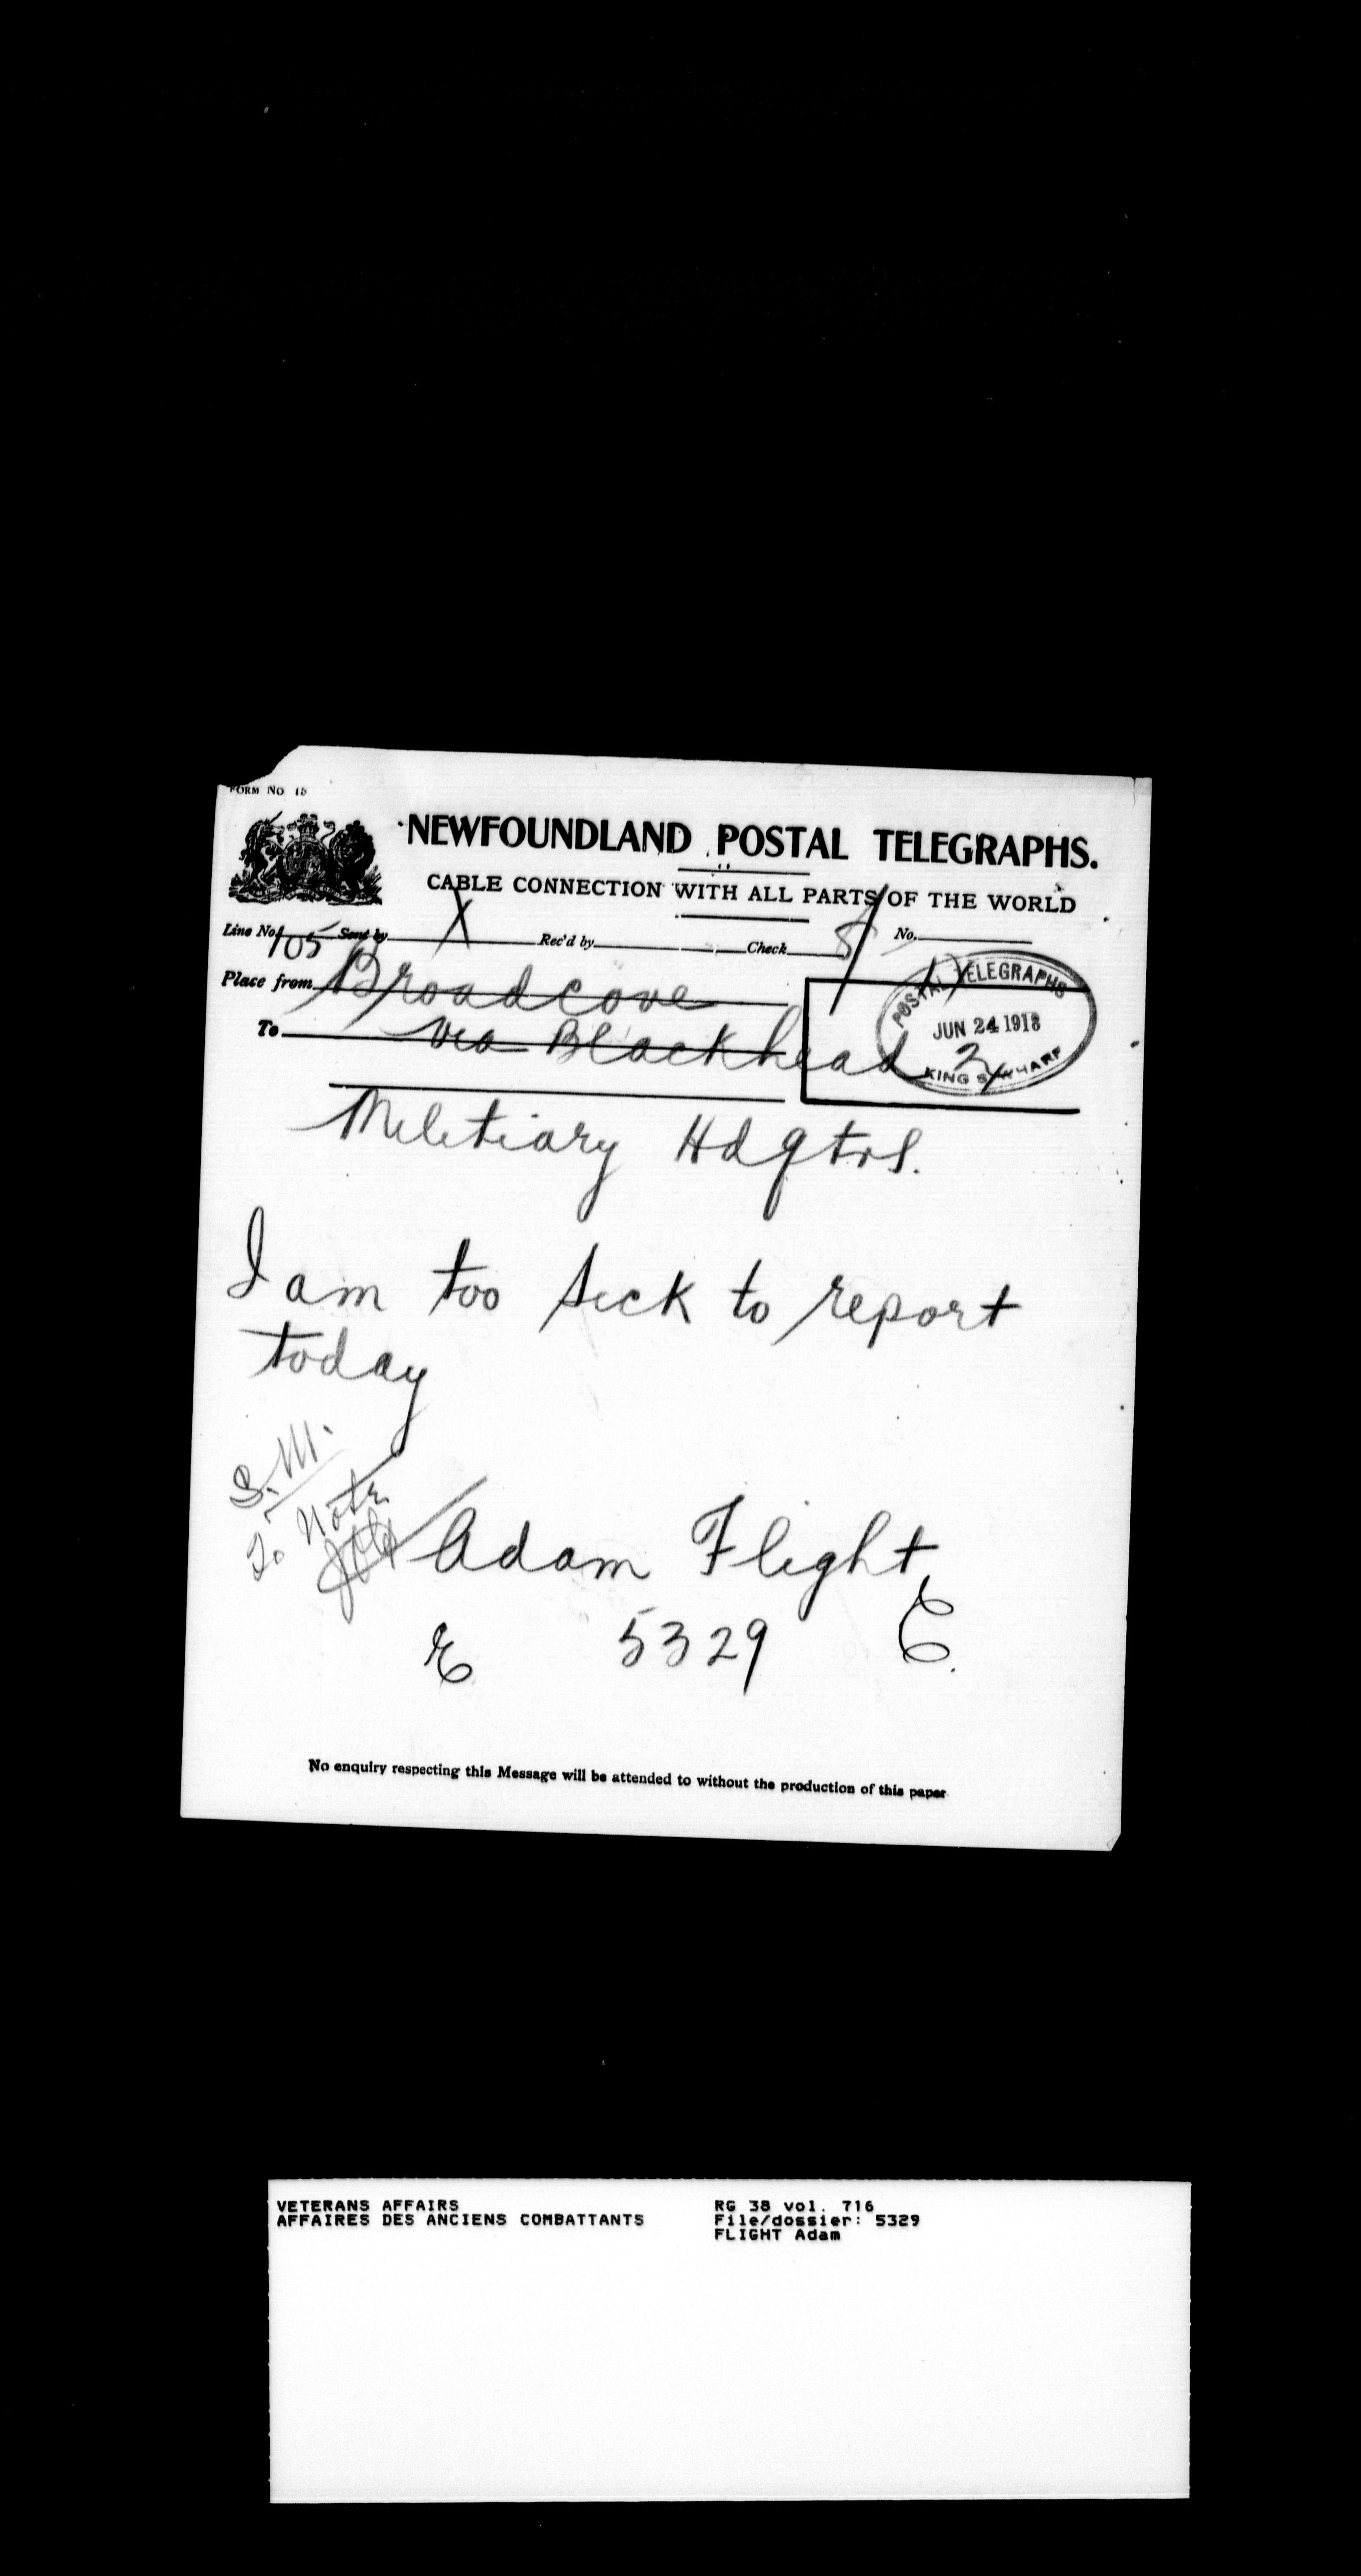 FORM No 15
NEWFOUNDLAND POSTAL TELEGRAPHS.
CABLE CONNECTION WITH ALL PARTS OF THE WORLD
Line No. 105 Sent by X Rec'd by Check 8 No.
Place from Broadcove
To via Blackhead
POSTAL TELEGRAPHS
JUN 24 1918
KING'S WHARF
Miletiary Hdqtrs.
I am too sick to report
today
S. M.
To Note
Adam Flight
5329
No enquiry respecting this Message will be attended to without the production of this paper
VETERANS AFFAIRS RG 38 vol. 716
AFFAIRES DES ANCIENS COMBATTANTS File/dossier: 5329
FLIGHT Adam